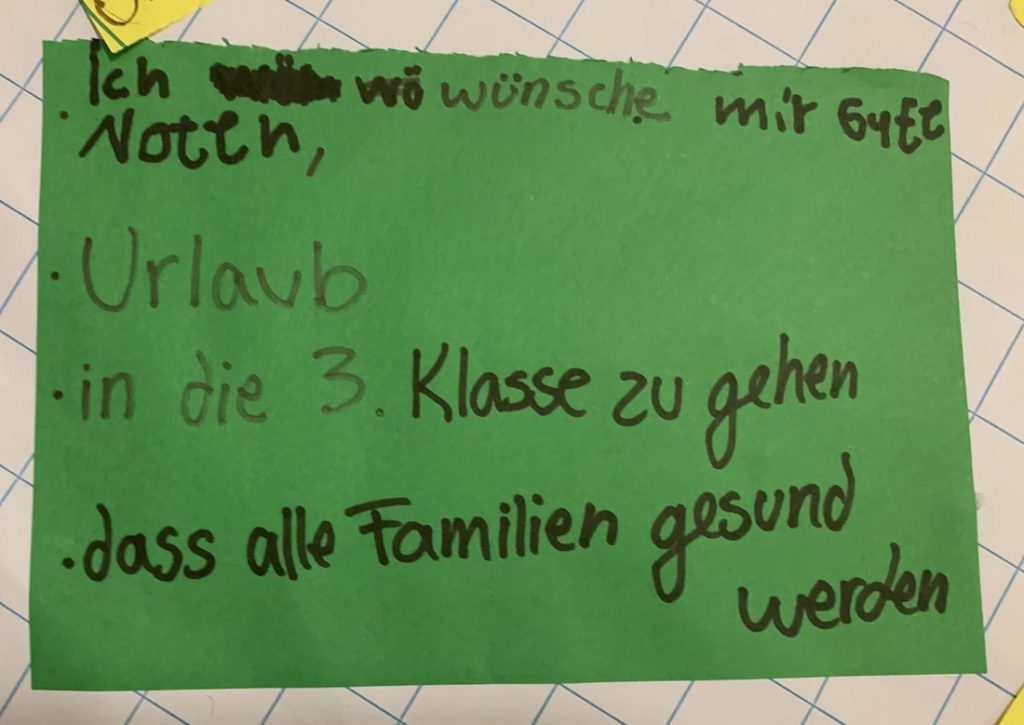 Ich wö wünsche mir gute
Noten,
· Urlaub
· in die 3. Klasse zu gehen
· dass alle Familien gesund
werden